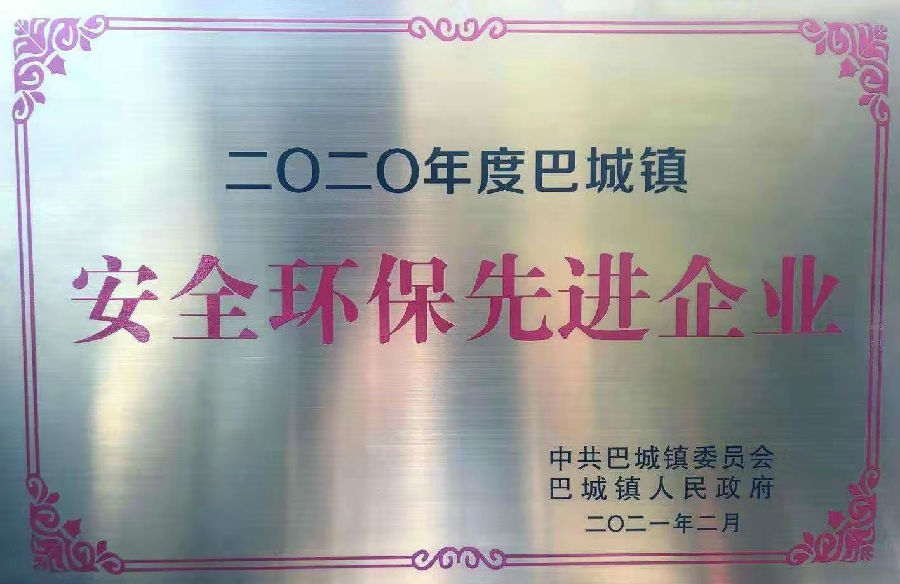 二〇二〇年度巴城镇
安全环保先进企业
中共巴城镇委员会
巴城镇人民政府
二〇二一年二月